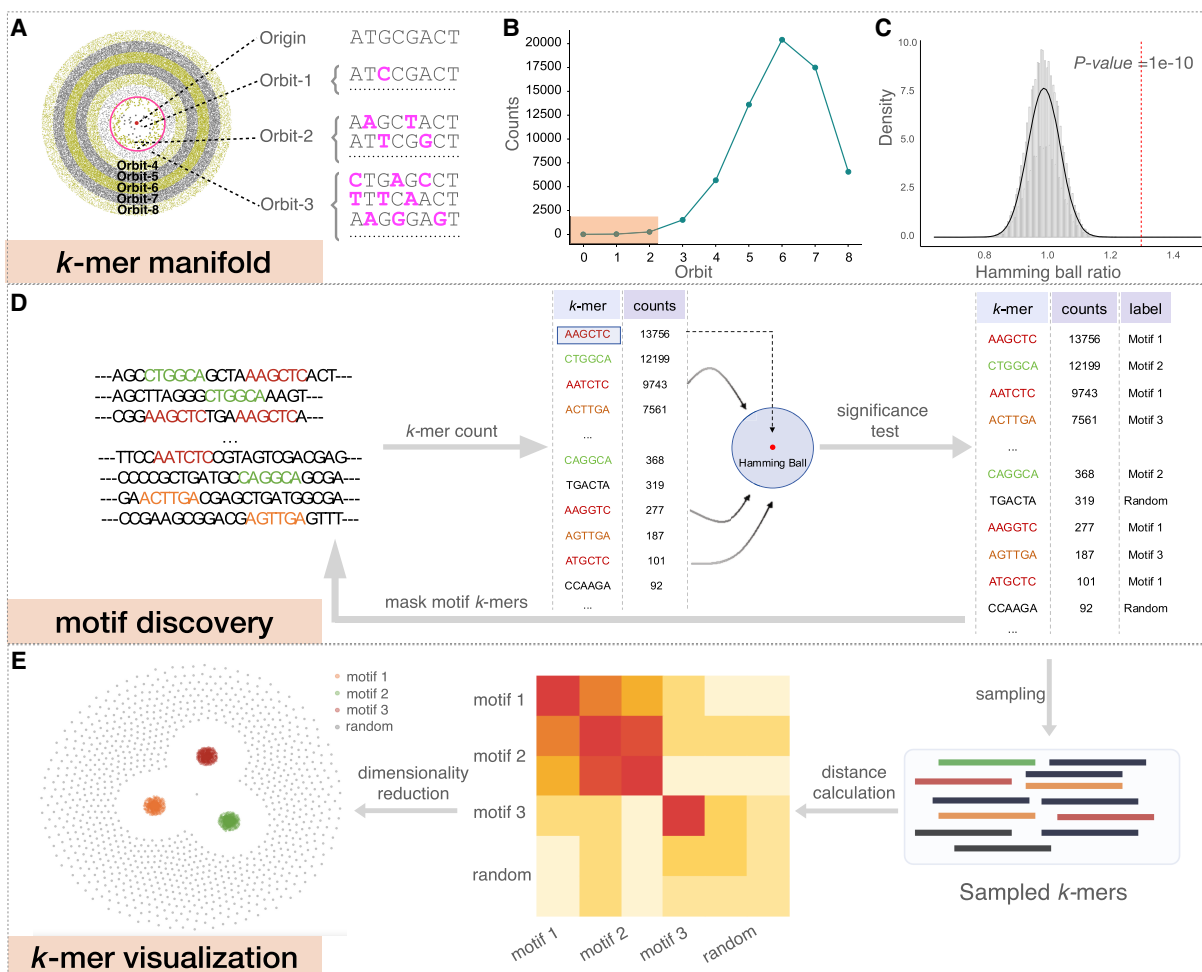 A
Origin
ATGCGACT
Orbit-1
ATCCGACT
Orbit-2
AAGCTACT
ATTCGGCT
Orbit-3
CTGAGCCT
TTTCAACT
AAGGGAGT
Orbit-4
Orbit-5
Orbit-6
Orbit-7
Orbit-8
k-mer manifold
B
Counts
20000
17500
15000
12500
10000
7500
5000
2500
0
0 1 2 3 4 5 6 7 8
Orbit
C
P-value =1e-10
Density
10.0
7.5
5.0
2.5
0.0
0.8 1.0 1.2 1.4
Hamming ball ratio
D
---AGCCTGGCAGCTAAAGCTCACT---
---AGCTTAGGGCTGGCAAAGT---
---CGGAAGCTCTGAAAGCTCA---
...
---TTCCAATCTCCGTAGTCGACGAG---
---CCCCGCTGATGCCAGGCAGCGA---
---GAACTTGACGAGCTGATGGCGA---
---CCGAAGCGGACGAGTTGAGTTT---
k-mer count
k-mer counts
AAGCTC 13756
CTGGCA 12199
AATCTC 9743
ACTTGA 7561
...
CAGGCA 368
TGACTA 319
AAGGTC 277
AGTTGA 187
ATGCTC 101
CCAAGA 92
...
Hamming Ball
significance
test
k-mer counts label
AAGCTC 13756 Motif 1
CTGGCA 12199 Motif 2
AATCTC 9743 Motif 1
ACTTGA 7561 Motif 3
...
CAGGCA 368 Motif 2
TGACTA 319 Random
AAGGTC 277 Motif 1
AGTTGA 187 Motif 3
ATGCTC 101 Motif 1
CCAAGA 92 Random
...
mask motif k-mers
motif discovery
E
motif 1
motif 2
motif 3
random
dimensionality
reduction
motif 1
motif 2
motif 3
random
motif 1
motif 2
motif 3
random
distance
calculation
sampling
Sampled k-mers
k-mer visualization